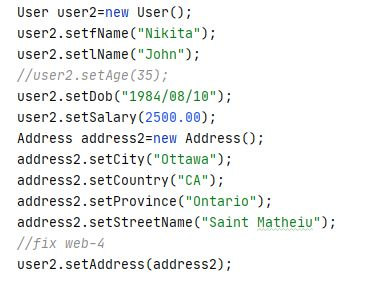 User user2=new User();
user2.setfName("Nikita");
user2.setlName("John");
//user2.setAge(35);
user2.setDob("1984/08/10");
user2.setSalary(2500.00);
Address address2=new Address();
address2.setCity("Ottawa");
address2.setCountry("CA");
address2.setProvince("Ontario");
address2.setStreetName("Saint Matheiu");
//fix web-4
user2.setAddress(address2);